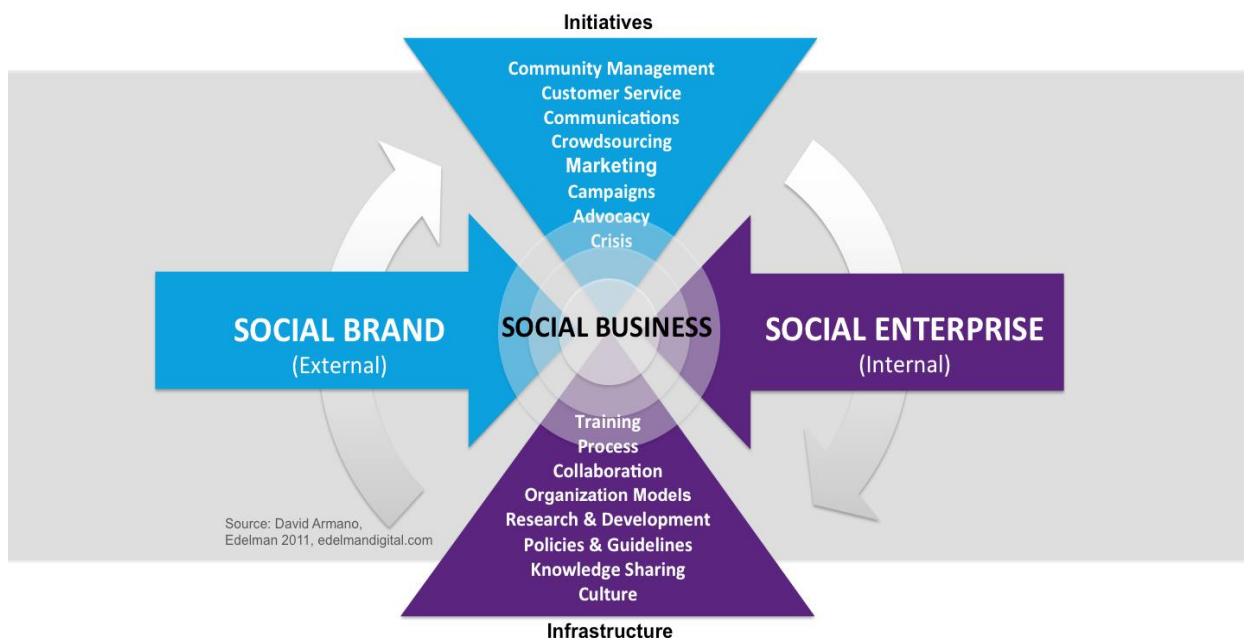 Initiatives
Community Management
Customer Service
Communications
Crowdsourcing
Marketing
Campaigns
Advocacy
Crisis
SOCIAL BRAND
(External)
SOCIAL BUSINESS
SOCIAL ENTERPRISE
(Internal)
Training
Process
Collaboration
Organization Models
Research & Development
Policies & Guidelines
Knowledge Sharing
Culture
Source: David Armano,
Edelman 2011, edelmandigital.com
Infrastructure